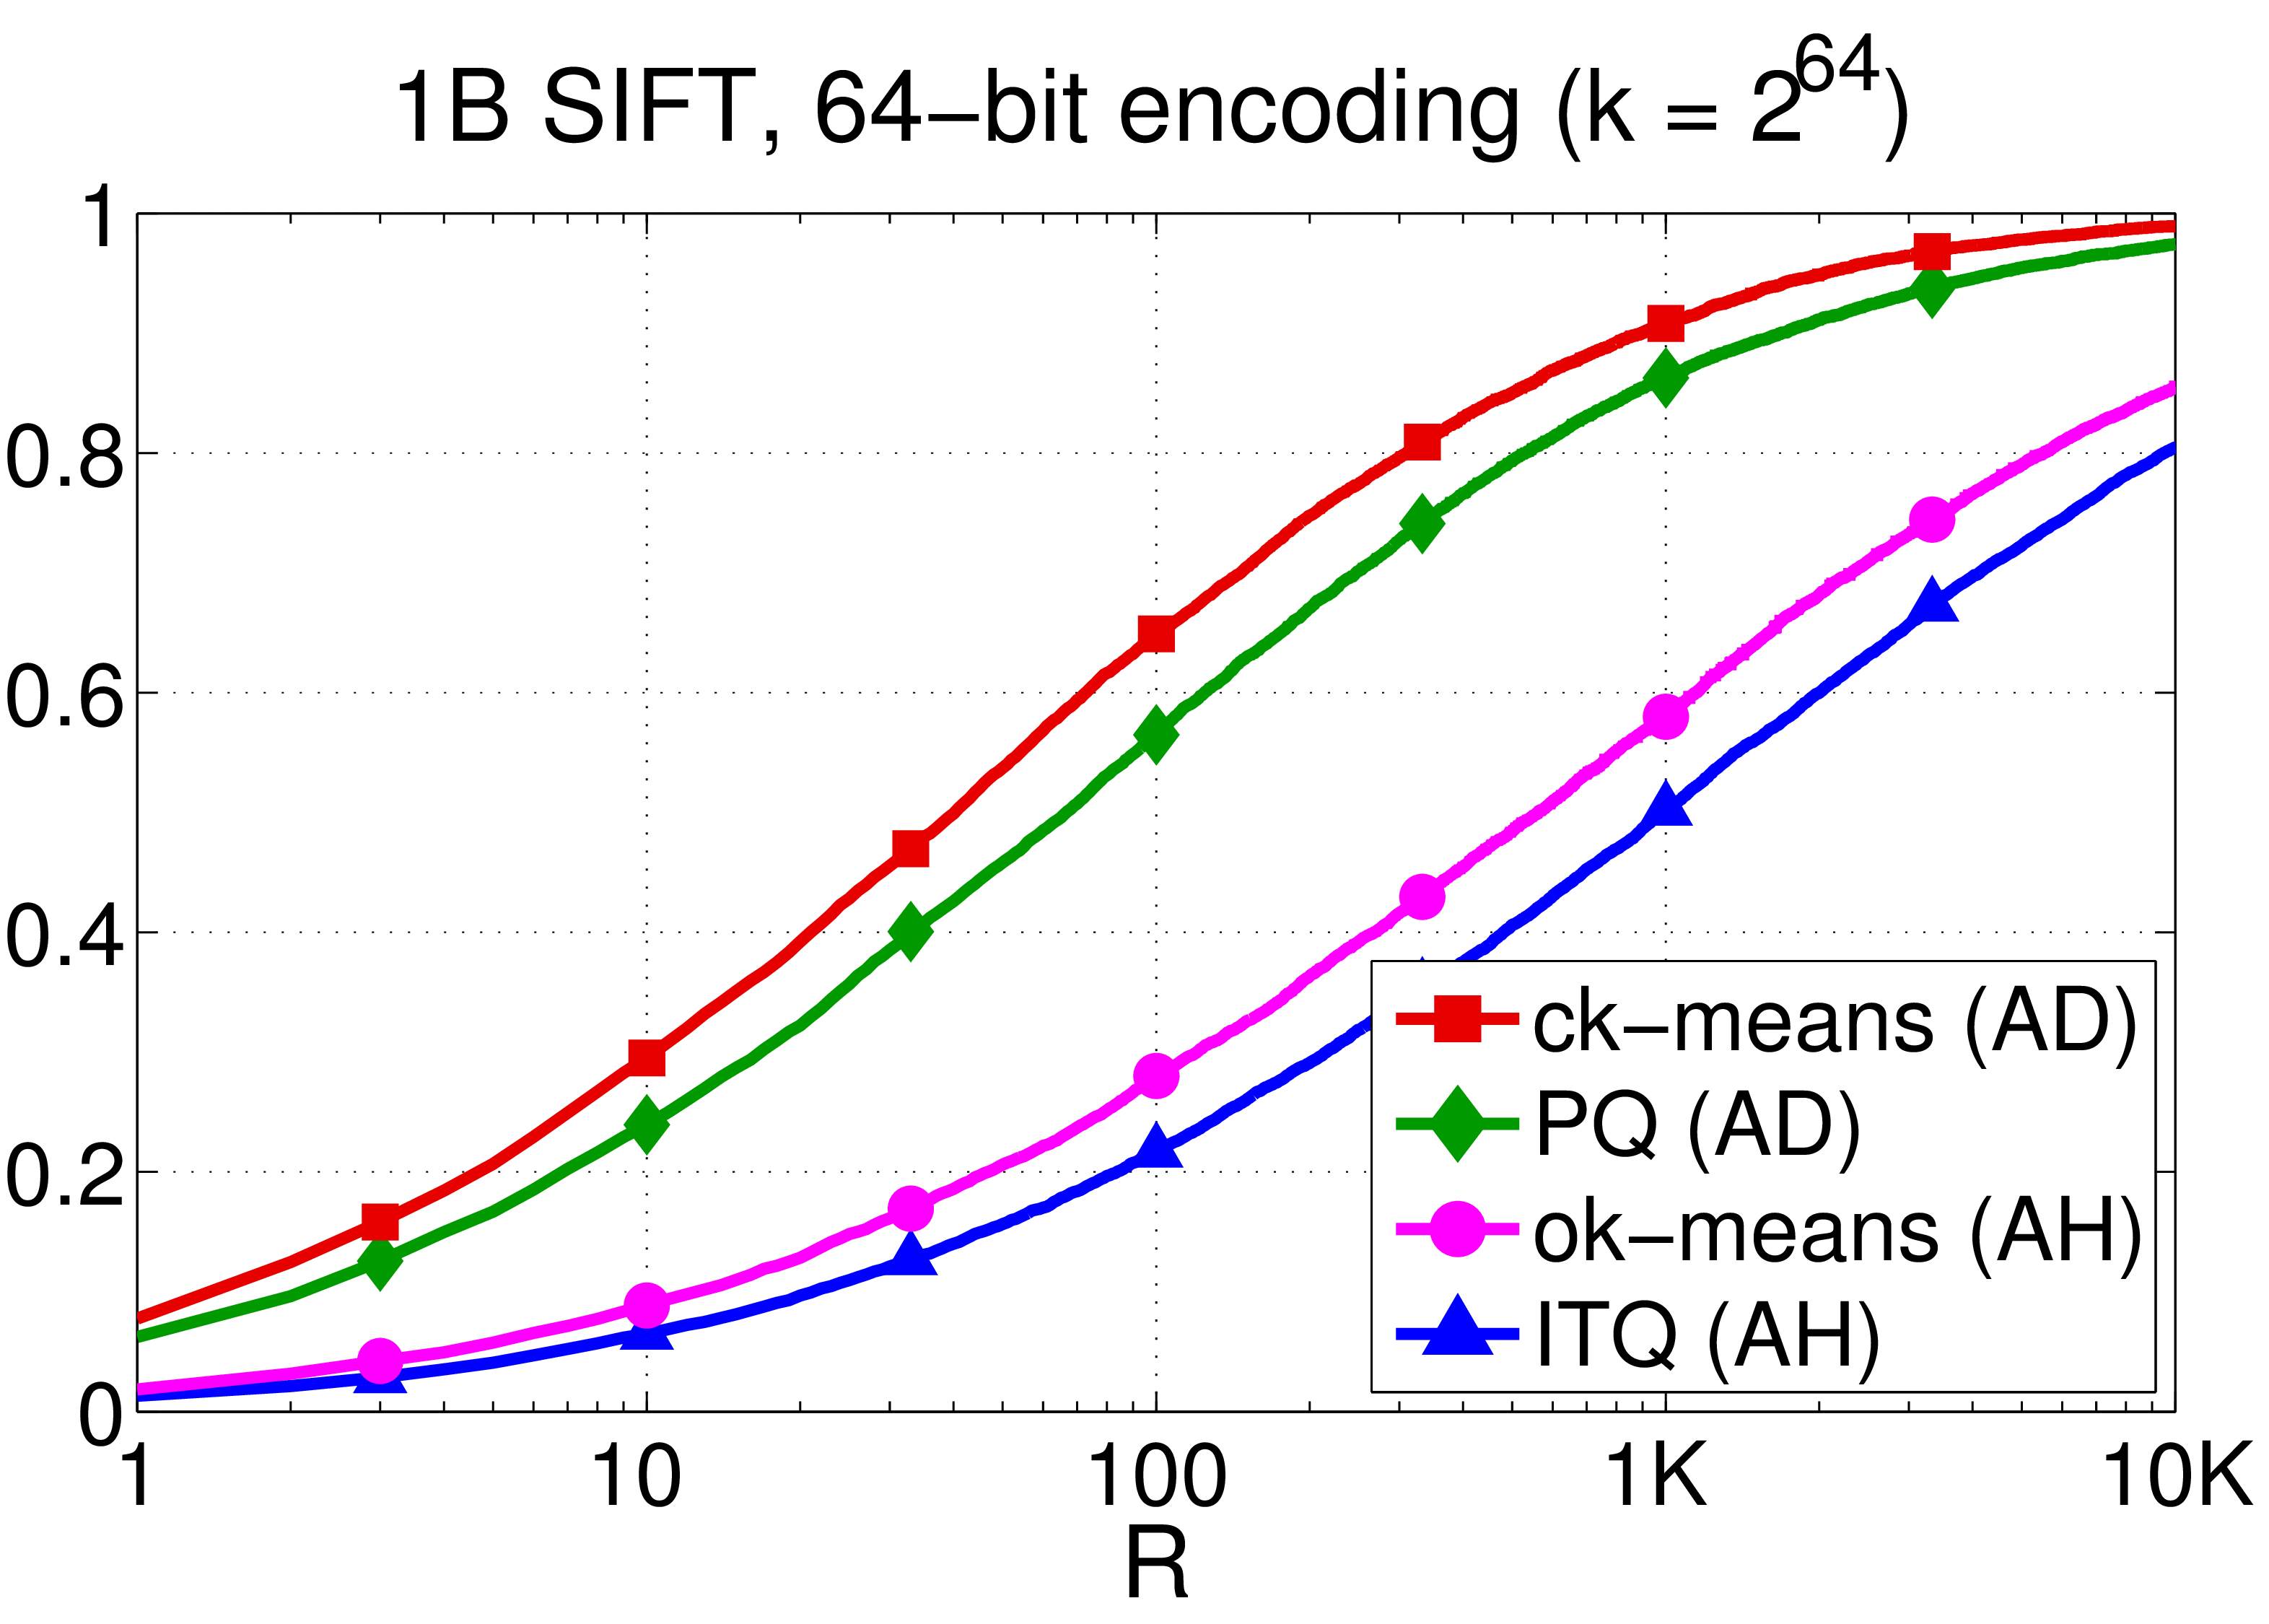 1B SIFT, 64−bit encoding (k = 2^64)
1
0.8
0.6
0.4
0.2
0
1 10 100 1K 10K
R
ck−means (AD)
PQ (AD)
ok−means (AH)
ITQ (AH)